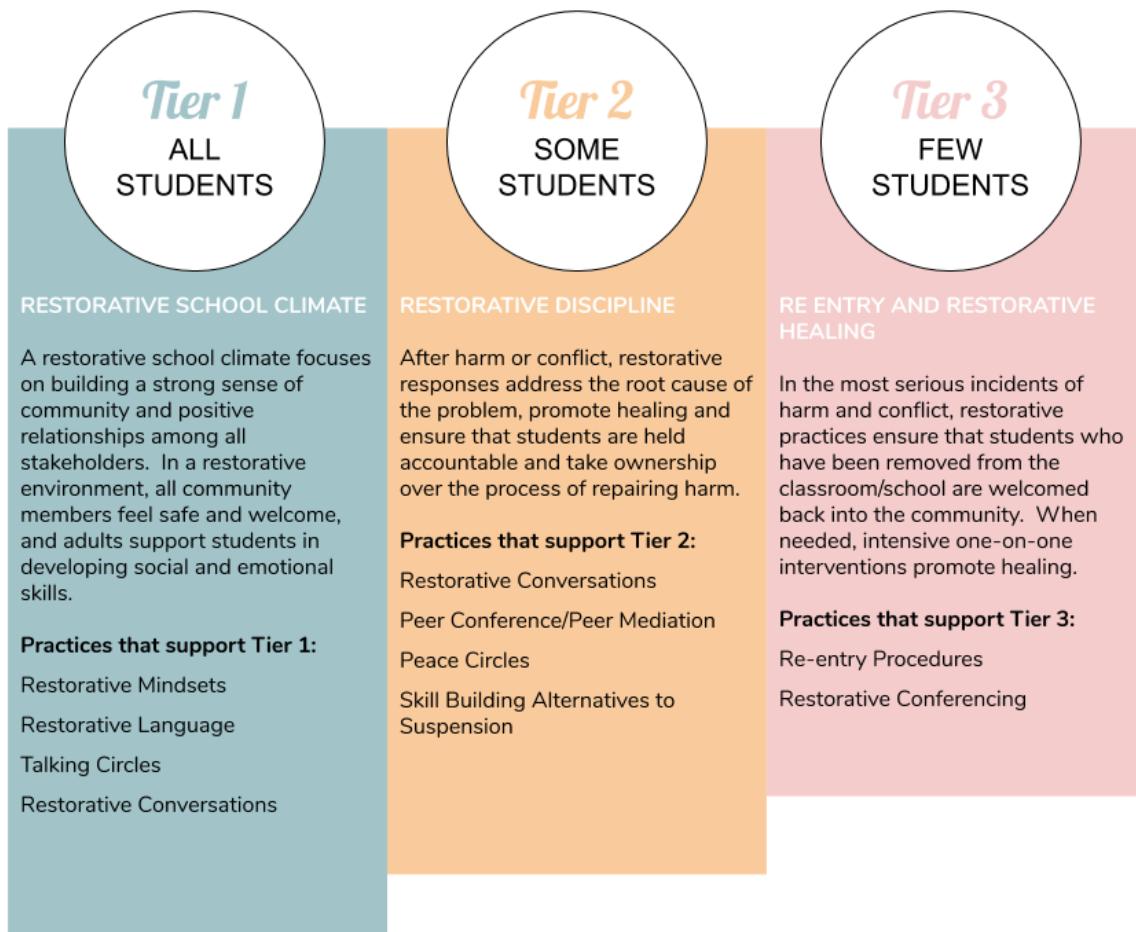 Tier 1
ALL
STUDENTS
RESTORATIVE SCHOOL CLIMATE
A restorative school climate focuses
on building a strong sense of
community and positive
relationships among all
stakeholders. In a restorative
environment, all community
members feel safe and welcome,
and adults support students in
developing social and emotional
skills.
Practices that support Tier 1:
Restorative Mindsets
Restorative Language
Talking Circles
Restorative Conversations
Tier 2
SOME
STUDENTS
RESTORATIVE DISCIPLINE
After harm or conflict, restorative
responses address the root cause of
the problem, promote healing and
ensure that students are held
accountable and take ownership
over the process of repairing harm.
Practices that support Tier 2:
Restorative Conversations
Peer Conference/Peer Mediation
Peace Circles
Skill Building Alternatives to
Suspension
Tier 3
FEW
STUDENTS
RE ENTRY AND RESTORATIVE
HEALING
In the most serious incidents of
harm and conflict, restorative
practices ensure that students who
have been removed from the
classroom/school are welcomed
back into the community. When
needed, intensive one-on-one
interventions promote healing.
Practices that support Tier 3:
Re-entry Procedures
Restorative Conferencing